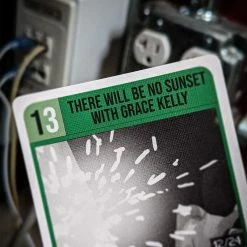 13
THERE WILL BE NO SUNSET
WITH GRACE KELLY